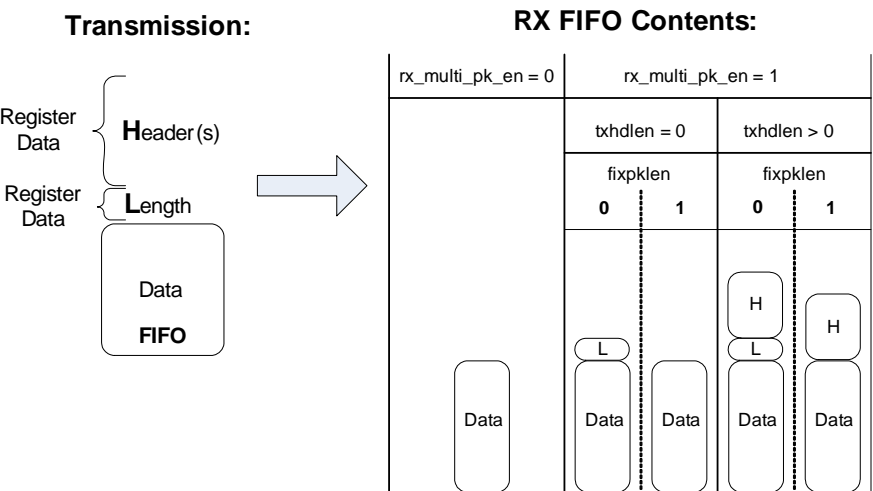 Transmission:
RX FIFO Contents:
rx_multi_pk_en = 0
rx_multi_pk_en = 1
Register
Data
Header(s)
txhdlen = 0
txhdlen > 0
fixpklen
fixpklen
0
1
0
1
Register
Data
Length
Data
FIFO
H
H
L
L
Data
Data
Data
Data
Data